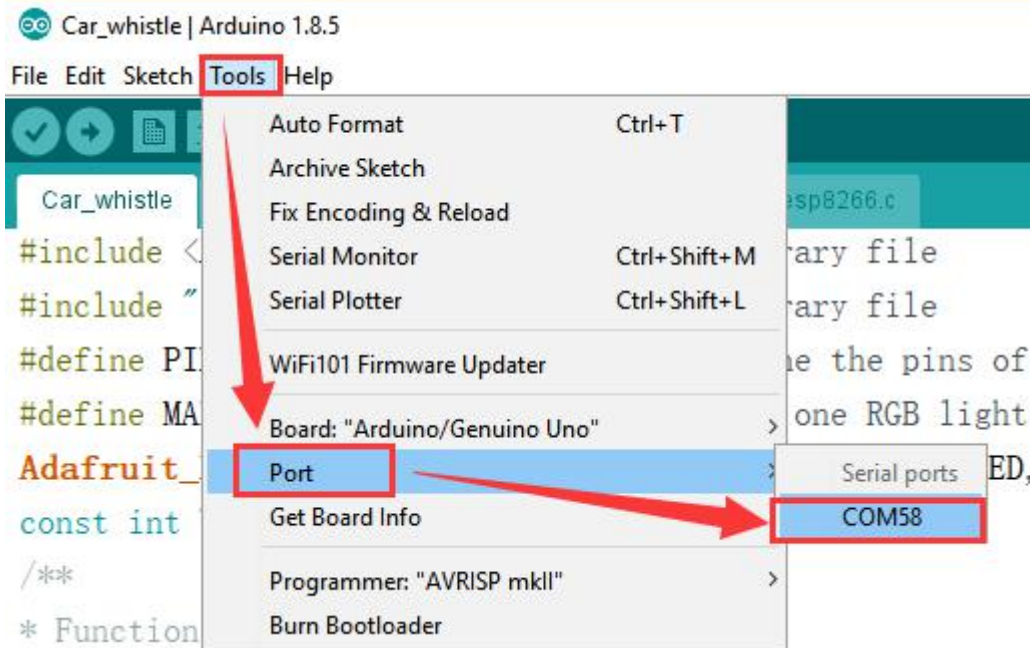 Car_whistle | Arduino 1.8.5
File Edit Sketch Tools Help
Auto Format Ctrl+T
Archive Sketch
Car_whistle esp8266.c
Fix Encoding & Reload
#include <
Serial Monitor Ctrl+Shift+M
rary file
#include "
Serial Plotter Ctrl+Shift+L
rary file
#define
WiFi101 Firmware Updater
the pins of
#define
Board: "Arduino/Genuino Uno" >
one RGB light
Adafruit_
Port
Serial ports
ED,
const int
Get Board Info
COM58
/**
Programmer: "AVRISP mkII" >
* Function
Burn Bootloader